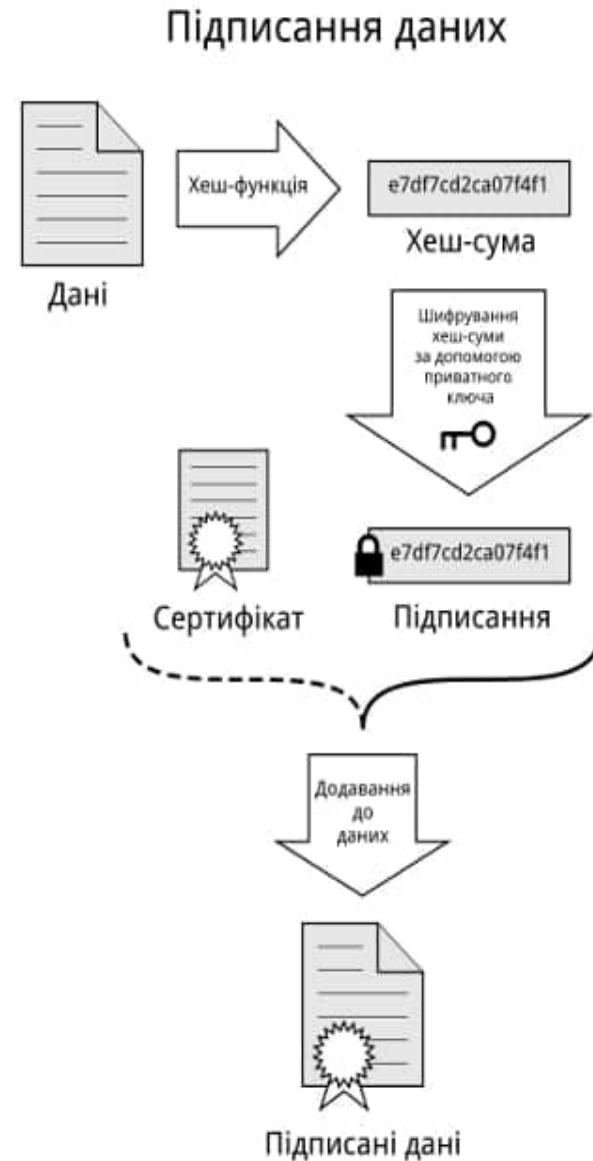 Підписання даних
Хеш-функція
e7df7cd2ca07f4f1
Хеш-сума
Дані
Шифрування
хеш-суми
за допомогою
приватного
ключа
e7df7cd2ca07f4f1
Сертифікат
Підписання
Додавання
до
даних
Підписані дані